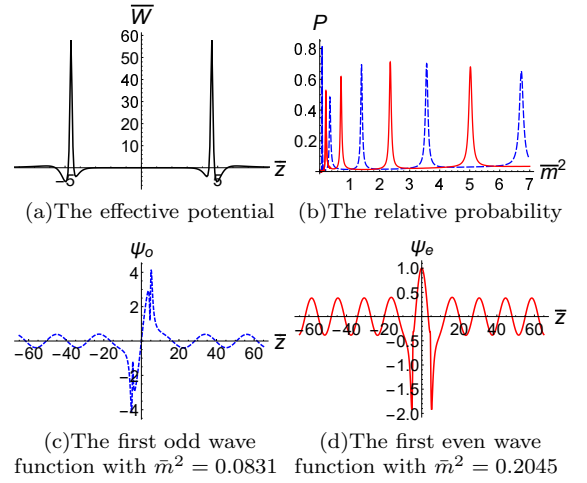 W̅
60
50
40
30
20
10
z̅
−5
(a)The effective potential
P
0.8
0.6
0.4
0.2
1 2 3 4 5 6 7
m̅²
(b)The relative probability
ψₒ
4
2
−2
−4
−60 −40 −20 20 40 60
z̅
(c)The first odd wave
function with m̄² = 0.0831
ψₑ
1.0
0.5
−0.5
−1.0
−1.5
−2.0
−60 −40 −20 20 40 60
z̅
(d)The first even wave
function with m̄² = 0.2045